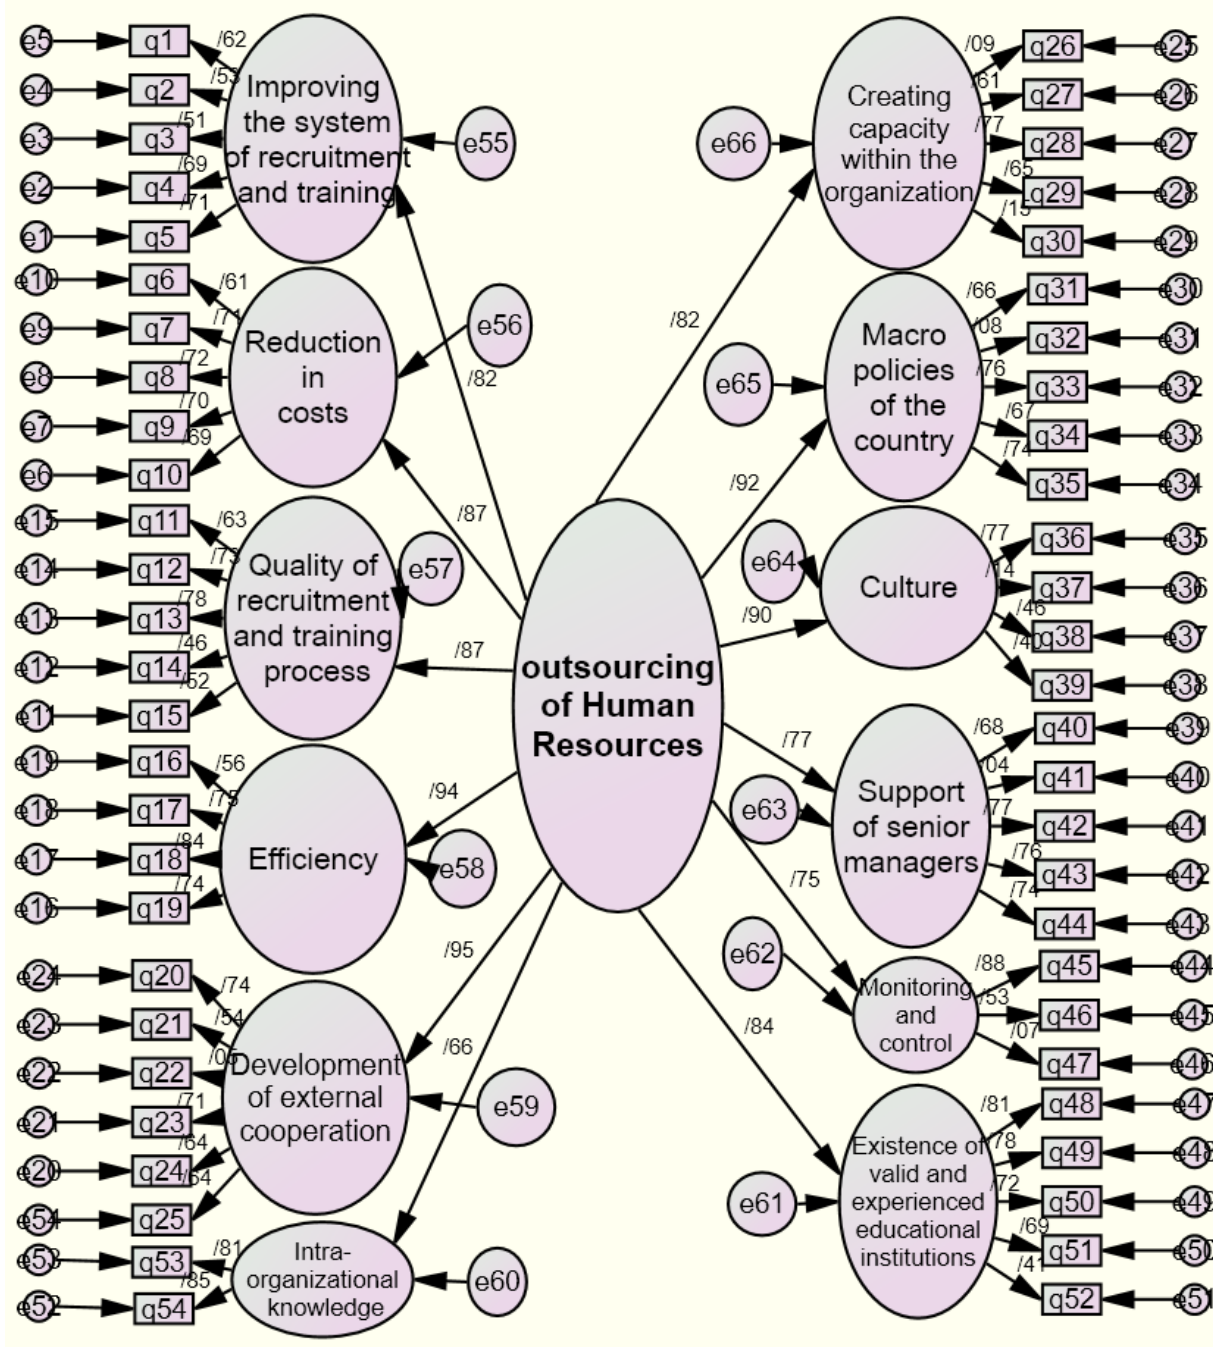 e5
q1
/62
e4
q2
/53
e3
q3
/51
e2
q4
/69
e1
q5
/71
Improving
the system
of recruitment
and training
e55
/82
e10
q6
/61
e9
q7
/71
e8
q8
/72
e7
q9
/70
e6
q10
/69
Reduction
in
costs
e56
/87
e15
q11
/63
e14
q12
/73
e13
q13
/78
e12
q14
/46
e11
q15
/52
Quality of
recruitment
and training
process
e57
/87
e19
q16
/56
e18
q17
/75
e17
q18
/84
e16
q19
/74
Efficiency
e58
/94
e24
q20
/74
e23
q21
/54
e22
q22
e21
q23
/71
e20
q24
/64
e54
q25
/64
Development
of external
cooperation
e59
/95
e53
q53
/81
e52
q54
/85
Intra-
organizational
knowledge
e60
/66
outsourcing
of Human
Resources
/82
e66
Creating
capacity
within the
organization
/09
q26
e25
/61
q27
e26
/77
q28
e27
/65
q29
e28
/15
q30
e29
/92
e65
Macro
policies
of the
country
/66
q31
e30
/08
q32
e31
/76
q33
e32
/67
q34
e33
/74
q35
e34
/90
e64
Culture
/77
q36
e35
/14
q37
e36
/46
q38
e37
/40
q39
e38
/77
e63
Support
of senior
managers
/68
q40
e39
/04
q41
e40
/77
q42
e41
/76
q43
e42
/74
q44
e43
/75
e62
Monitoring
and
control
/88
q45
e44
/53
q46
e45
/07
q47
e46
/84
e61
Existence of
valid and
experienced
educational
institutions
/81
q48
e47
/78
q49
e48
/72
q50
e49
/69
q51
e50
/41
q52
e51